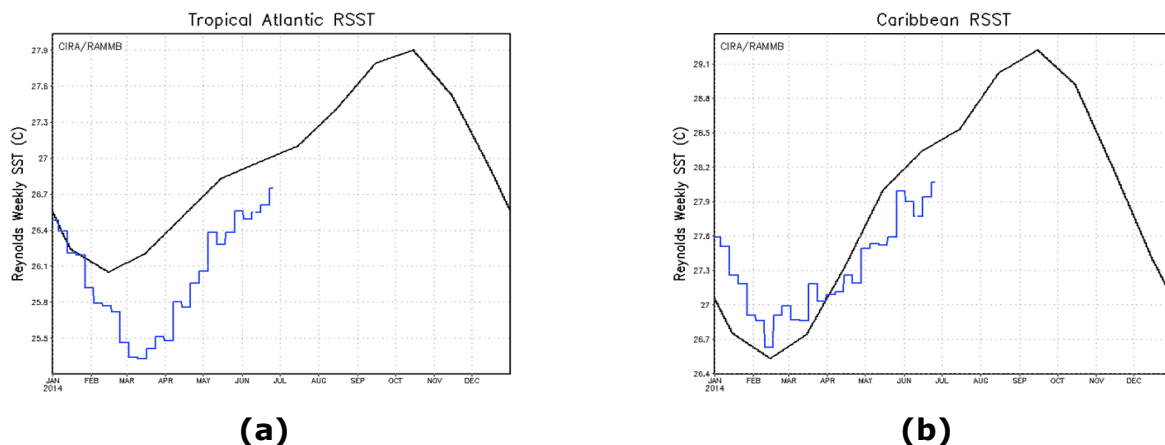 Tropical Atlantic RSST
CIRA/RAMMB
Reynolds Weekly SST (C)
27.9
27.6
27.3
27
26.7
26.4
26.1
25.8
25.5
JAN FEB MAR APR MAY JUN JUL AUG SEP OCT NOV DEC
2014
(a)
Caribbean RSST
CIRA/RAMMB
Reynolds Weekly SST (C)
29.1
28.8
28.5
28.2
27.9
27.6
27.3
27
26.7
26.4
JAN FEB MAR APR MAY JUN JUL AUG SEP OCT NOV DEC
2014
(b)